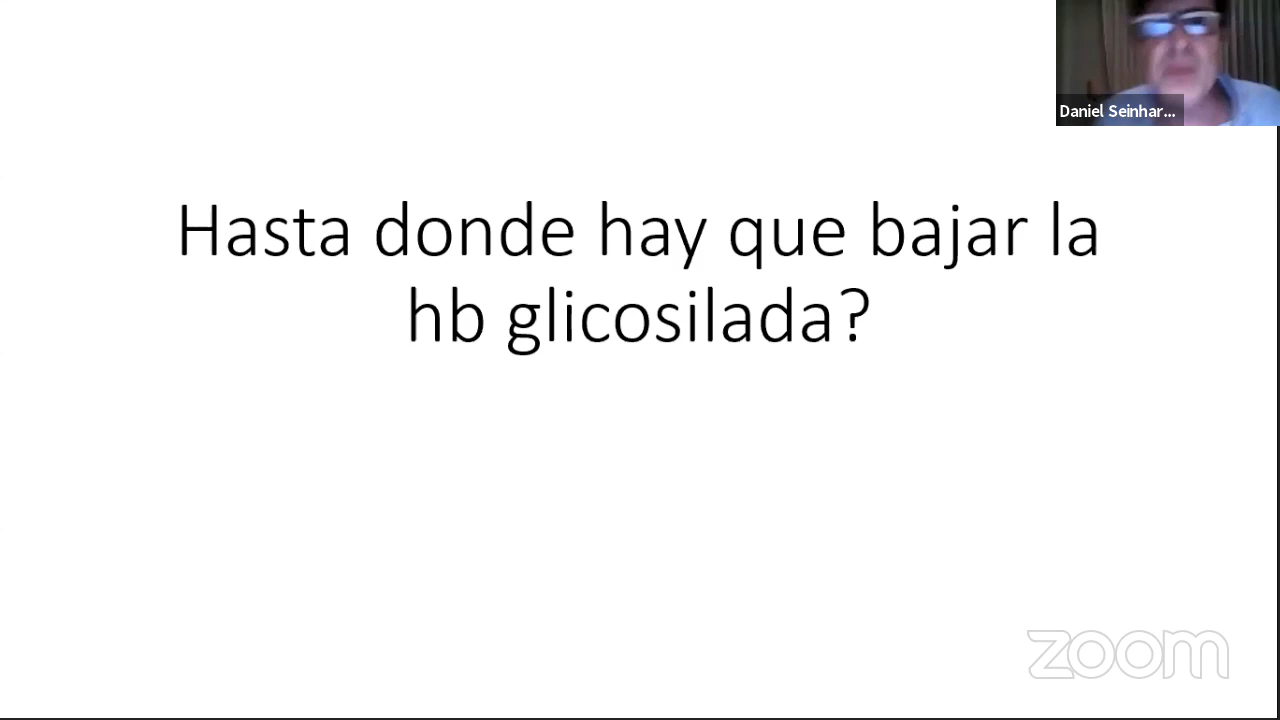 Daniel Seinhar...
Hasta donde hay que bajar la
hb glicosilada?
zoom